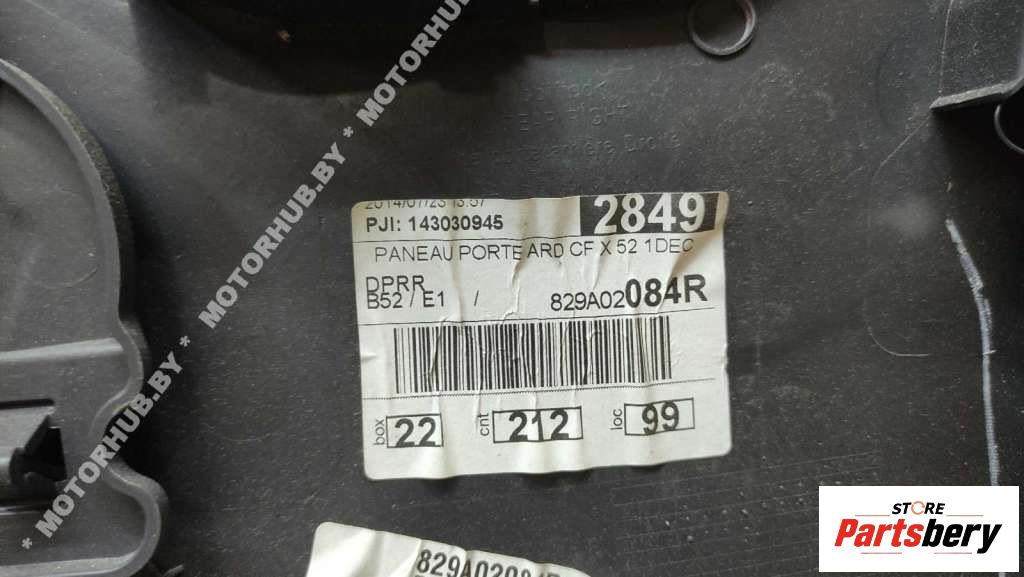 2014/07/23 13:57
PJI: 143030945
2849
PANEAU PORTE ARD CF X 52 1DEC
DPRR
B52 / E1 / 829A02084R
box 22 cnt 212 loc 99
829A02084R
* MOTORHUB.BY * MOTORHUB.BY * MOTORHUB.BY
STORE
Partsbery